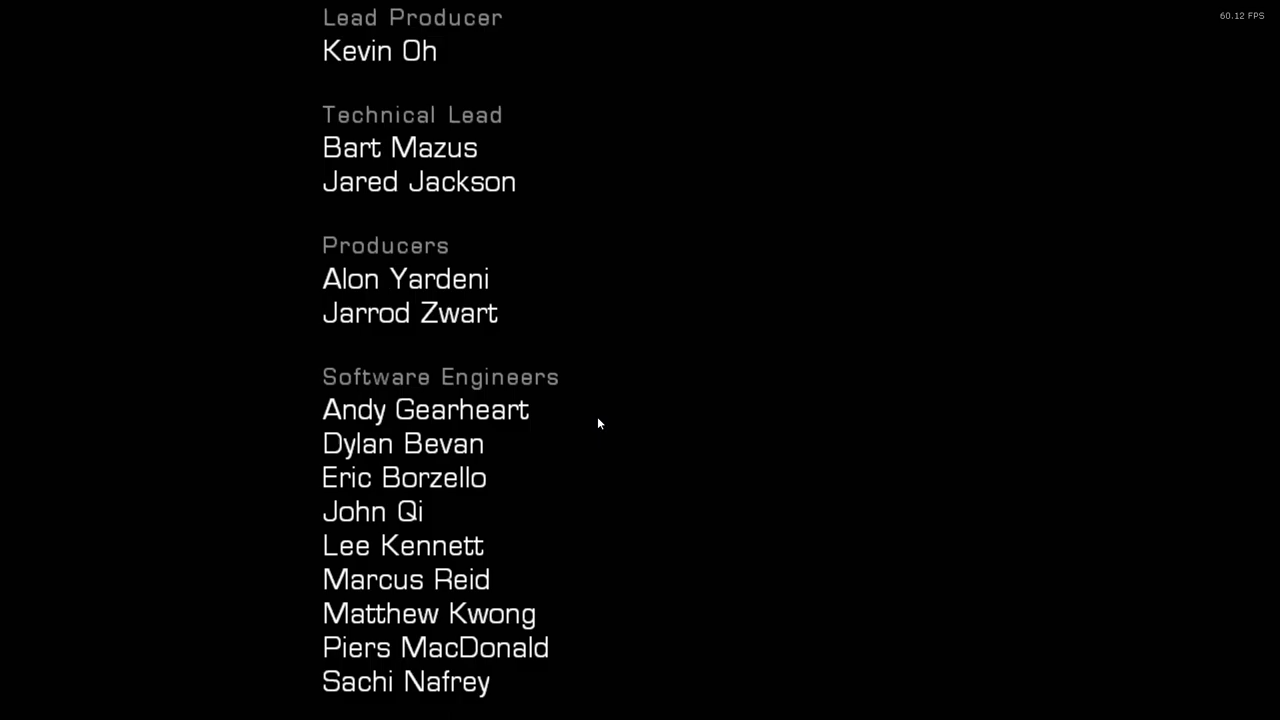 Lead Producer
60.12 FPS
Kevin Oh
Technical Lead
Bart Mazus
Jared Jackson
Producers
Alon Yardeni
Jarrod Zwart
Software Engineers
Andy Gearheart
Dylan Bevan
Eric Borzello
John Qi
Lee Kennett
Marcus Reid
Matthew Kwong
Piers MacDonald
Sachi Nafrey